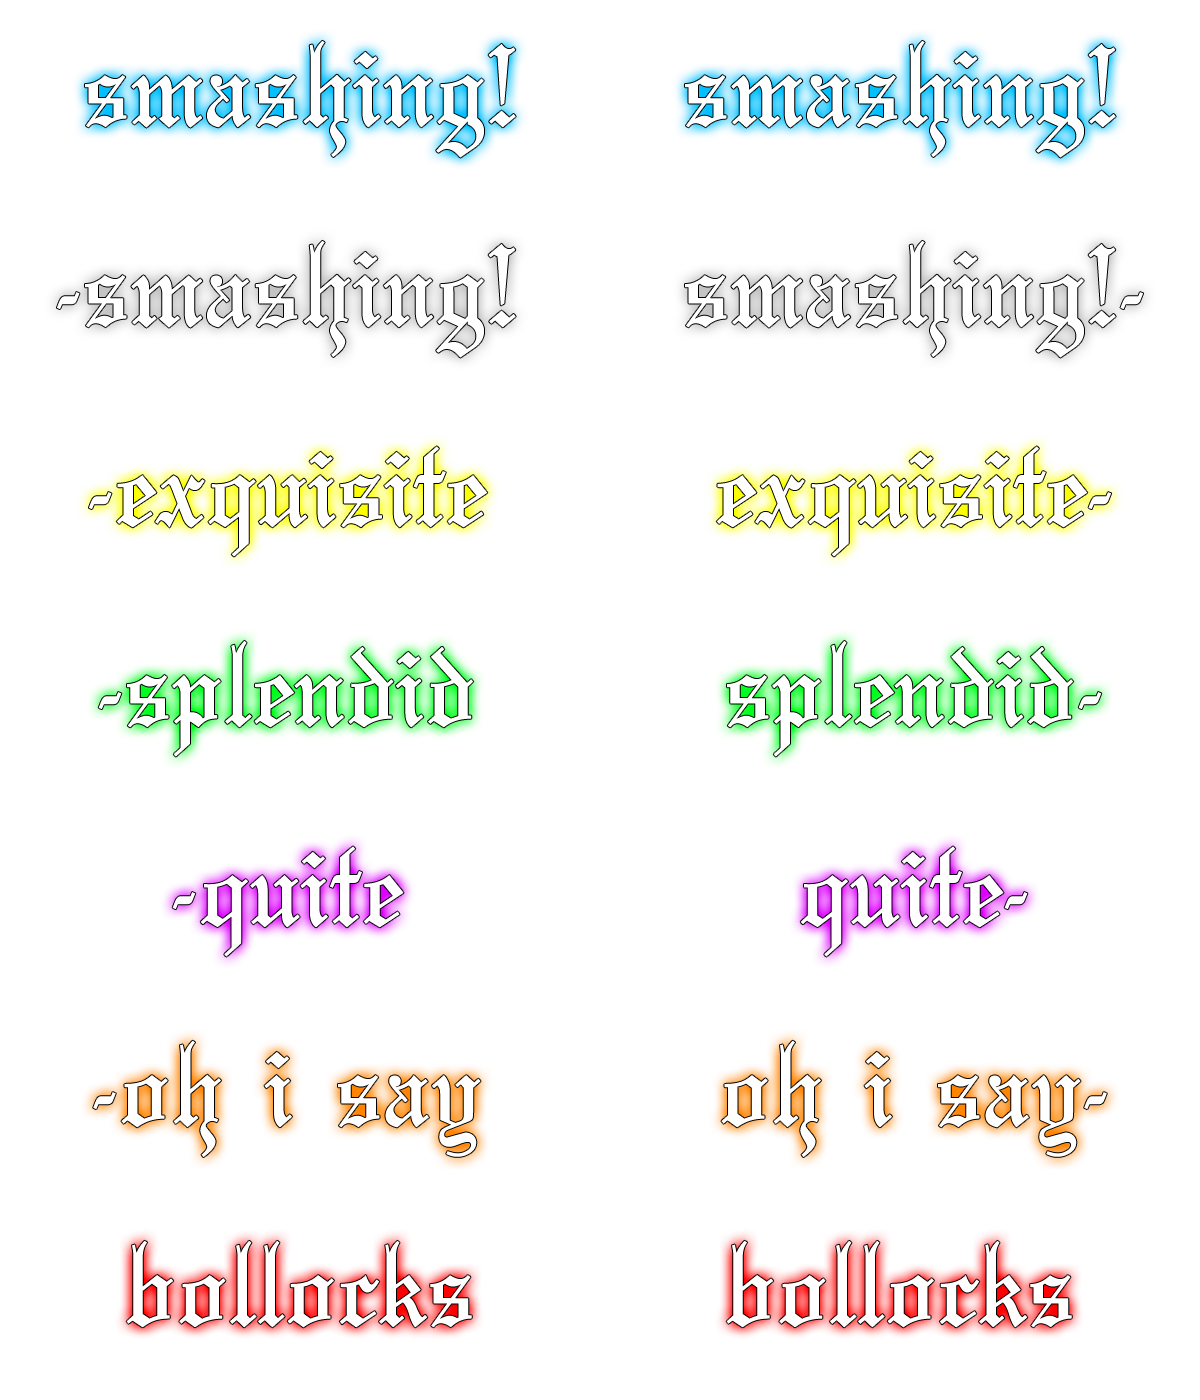 smashing! smashing!
-smashing! smashing!-
-exquisite exquisite-
-splendid splendid-
-quite quite-
-oh i say oh i say-
bollocks bollocks